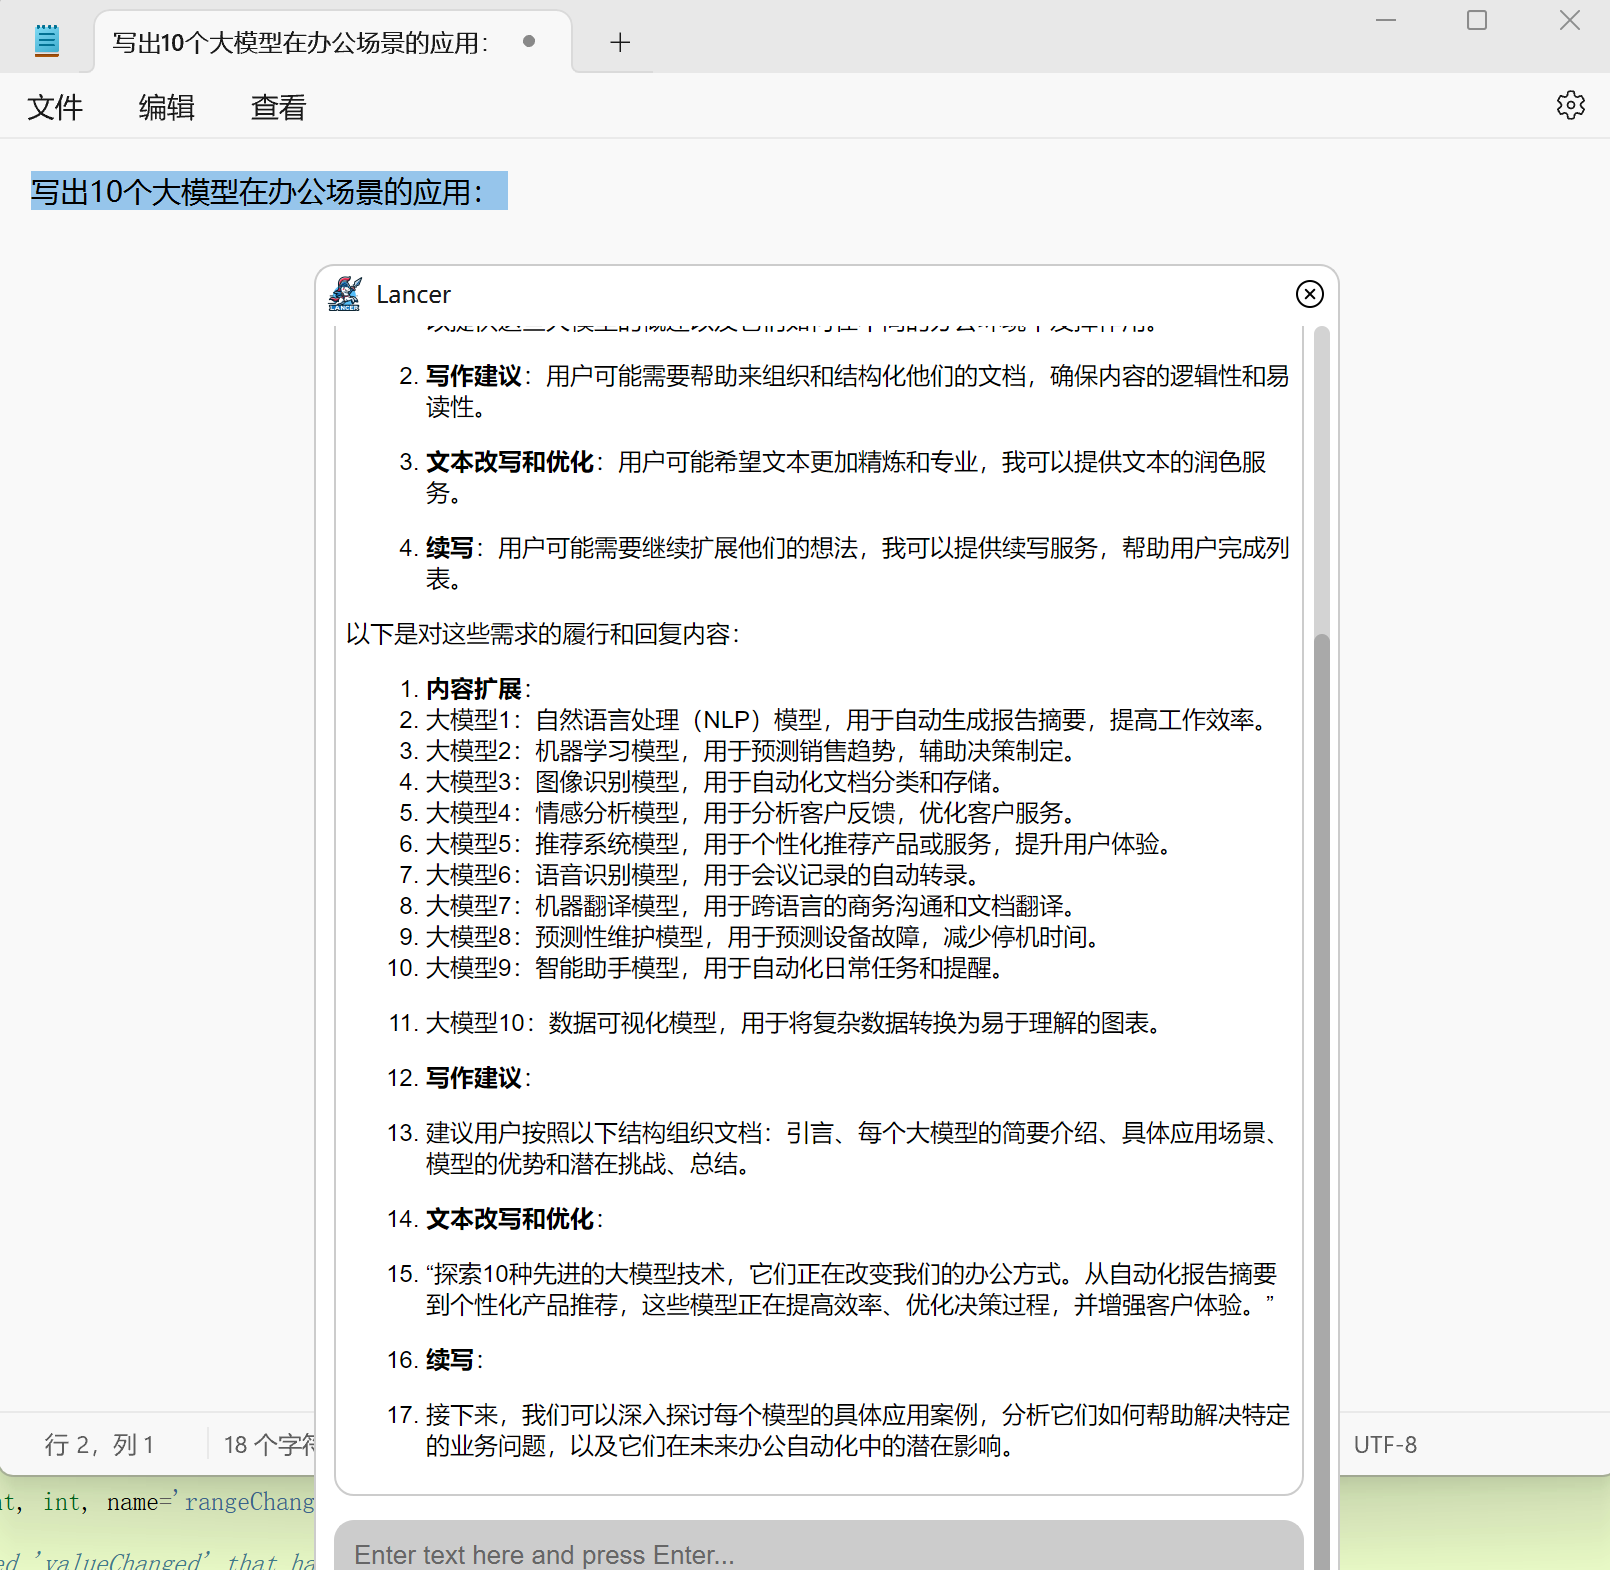 写出10个大模型在办公场景的应用：
文件 编辑 查看
写出10个大模型在办公场景的应用：
Lancer
LANCER
2. 写作建议：用户可能需要帮助来组织和结构化他们的文档，确保内容的逻辑性和易
读性。
3. 文本改写和优化：用户可能希望文本更加精炼和专业，我可以提供文本的润色服
务。
4. 续写：用户可能需要继续扩展他们的想法，我可以提供续写服务，帮助用户完成列
表。
以下是对这些需求的履行和回复内容：
1. 内容扩展：
2. 大模型1：自然语言处理（NLP）模型，用于自动生成报告摘要，提高工作效率。
3. 大模型2：机器学习模型，用于预测销售趋势，辅助决策制定。
4. 大模型3：图像识别模型，用于自动化文档分类和存储。
5. 大模型4：情感分析模型，用于分析客户反馈，优化客户服务。
6. 大模型5：推荐系统模型，用于个性化推荐产品或服务，提升用户体验。
7. 大模型6：语音识别模型，用于会议记录的自动转录。
8. 大模型7：机器翻译模型，用于跨语言的商务沟通和文档翻译。
9. 大模型8：预测性维护模型，用于预测设备故障，减少停机时间。
10. 大模型9：智能助手模型，用于自动化日常任务和提醒。
11. 大模型10：数据可视化模型，用于将复杂数据转换为易于理解的图表。
12. 写作建议：
13. 建议用户按照以下结构组织文档：引言、每个大模型的简要介绍、具体应用场景、
模型的优势和潜在挑战、总结。
14. 文本改写和优化：
15. “探索10种先进的大模型技术，它们正在改变我们的办公方式。从自动化报告摘要
到个性化产品推荐，这些模型正在提高效率、优化决策过程，并增强客户体验。”
16. 续写：
17. 接下来，我们可以深入探讨每个模型的具体应用案例，分析它们如何帮助解决特定
的业务问题，以及它们在未来办公自动化中的潜在影响。
行 2，列 1 18 个字符 UTF-8
nt, int, name='rangeChang
Enter text here and press Enter...
ed 'valueChanged' that ha